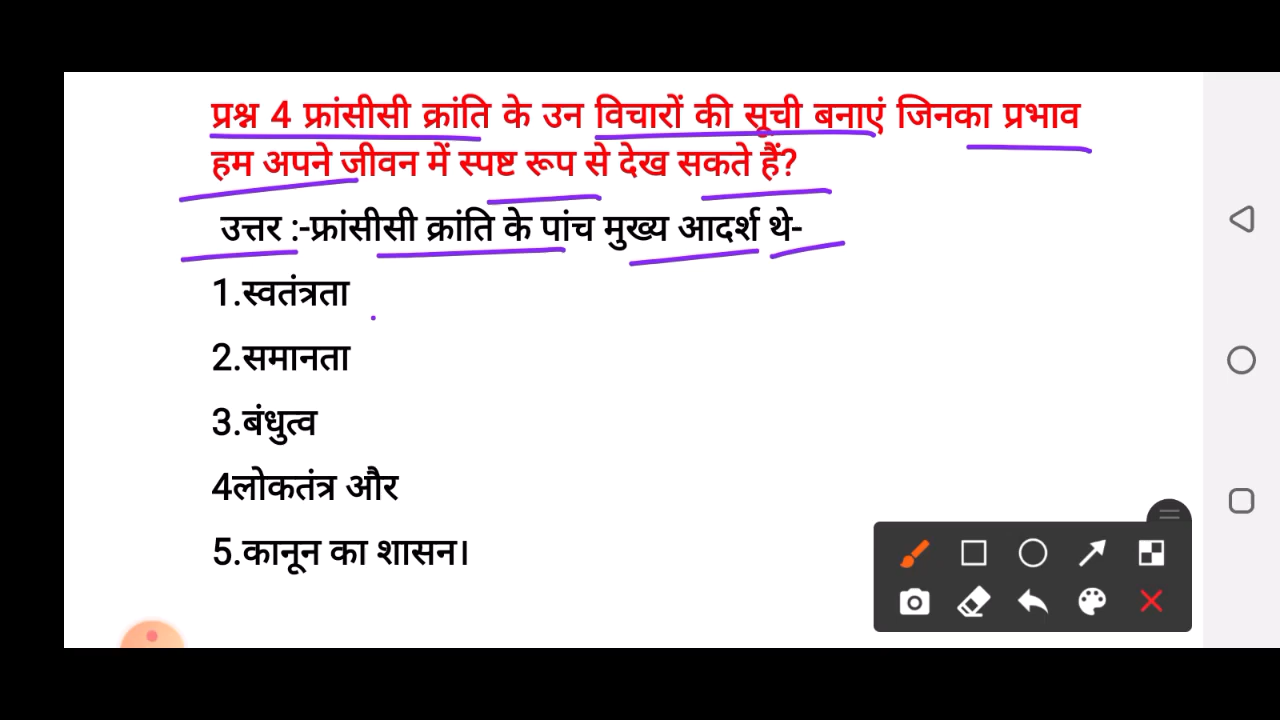 प्रश्न 4 फ्रांसीसी क्रांति के उन विचारों की सूची बनाएं जिनका प्रभाव
हम अपने जीवन में स्पष्ट रूप से देख सकते हैं?
उत्तर :-फ्रांसीसी क्रांति के पांच मुख्य आदर्श थे-
1.स्वतंत्रता
2.समानता
3.बंधुत्व
4लोकतंत्र और
5.कानून का शासन।